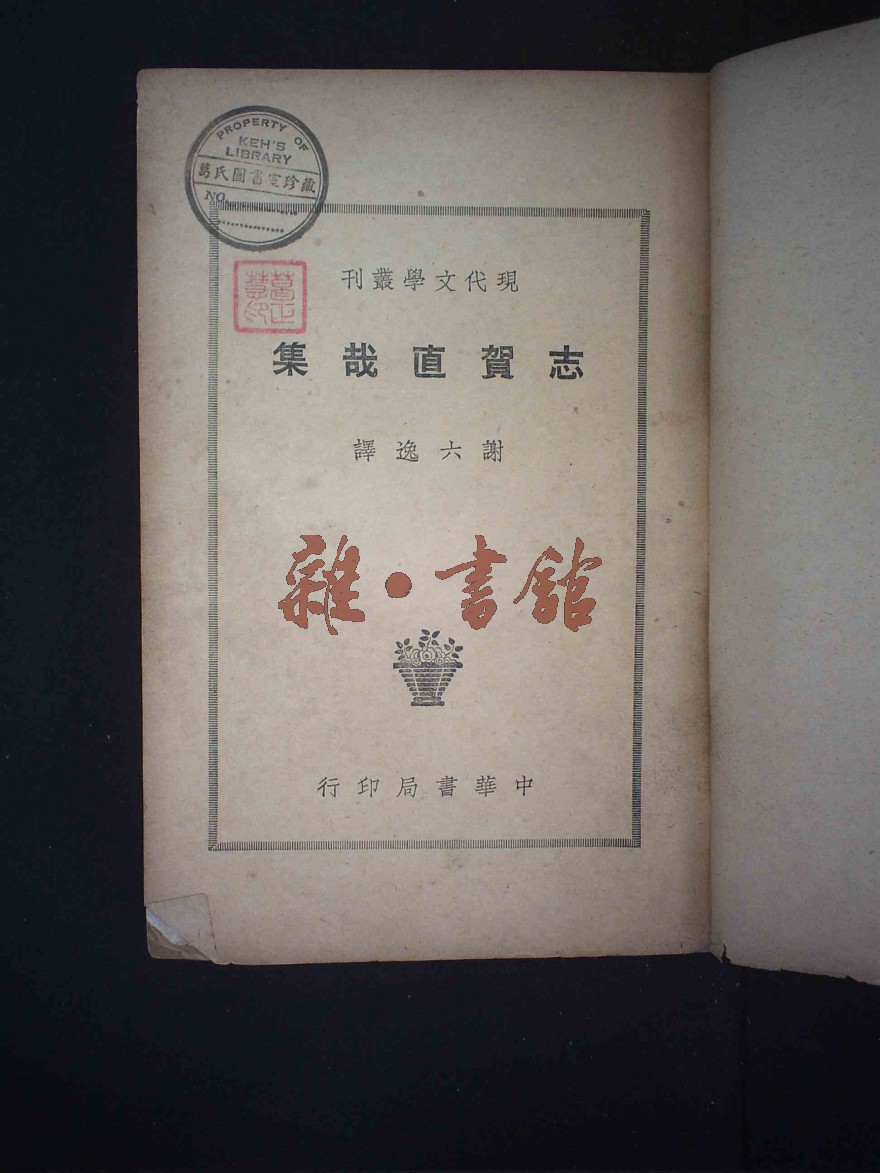 PROPERTY OF
KEH'S
LIBRARY
葛氏圖書室珍藏
NO.
現代文學叢刊
志賀直哉集
謝六逸譯
雜·書館
中華書局印行